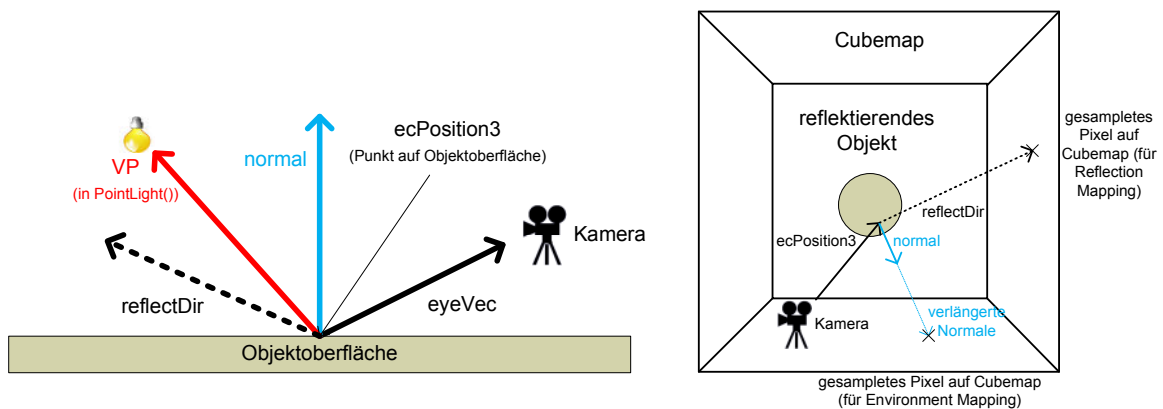 VP
(in PointLight())
normal
ecPosition3
(Punkt auf Objektoberfläche)
Kamera
reflectDir
eyeVec
Objektoberfläche
Cubemap
reflektierendes
Objekt
gesampletes
Pixel auf
Cubemap (für
Reflection
Mapping)
reflectDir
ecPosition3
normal
Kamera
verlängerte
Normale
gesampletes Pixel auf Cubemap
(für Environment Mapping)